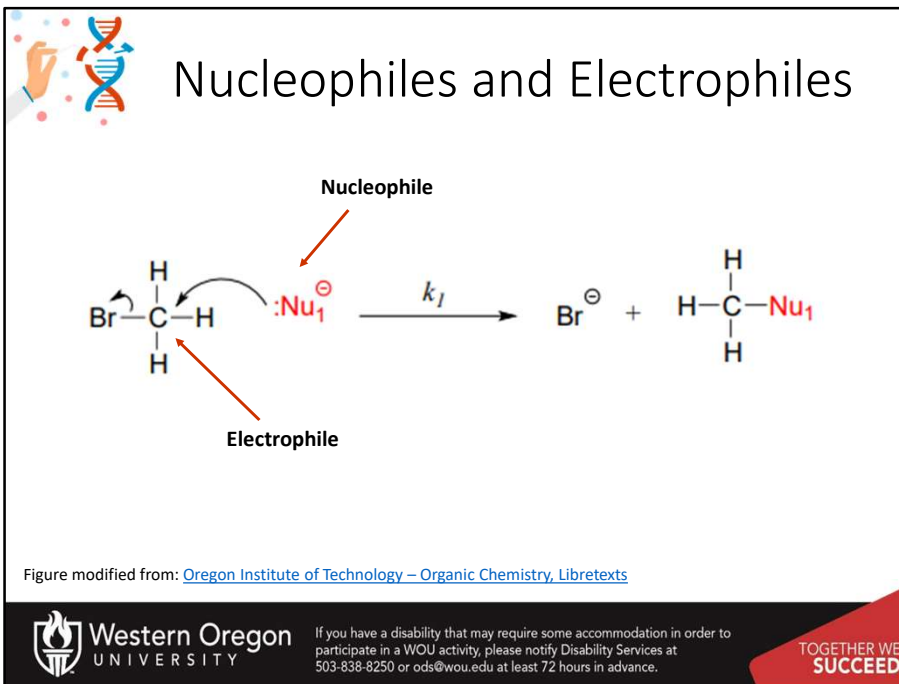 Nucleophiles and Electrophiles
Nucleophile
H
Br–C–H
H
:Nu₁⊖
k₁
Br⊖ +
H
H–C–Nu₁
H
Electrophile
Figure modified from: Oregon Institute of Technology – Organic Chemistry, Libretexts
Western Oregon
UNIVERSITY
If you have a disability that may require some accommodation in order to
participate in a WOU activity, please notify Disability Services at
503-838-8250 or ods@wou.edu at least 72 hours in advance.
TOGETHER WE
SUCCEED